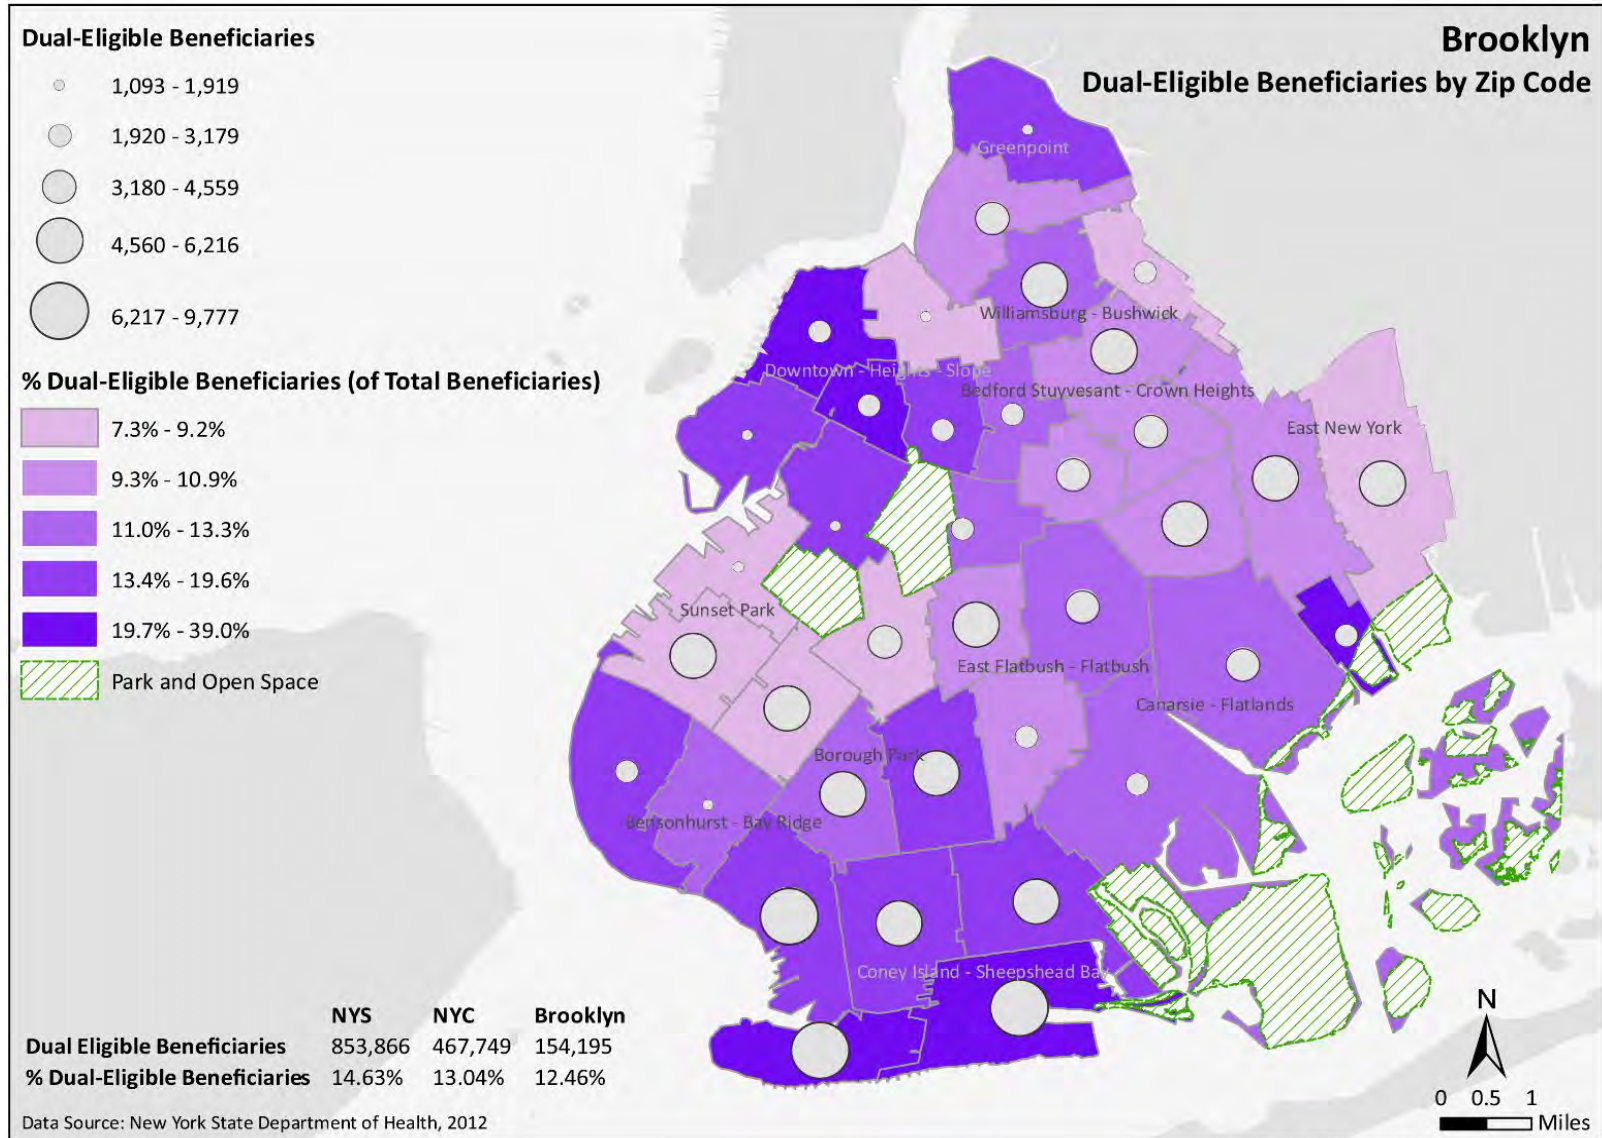 Brooklyn
Dual-Eligible Beneficiaries by Zip Code
Dual-Eligible Beneficiaries
1,093 - 1,919
1,920 - 3,179
3,180 - 4,559
4,560 - 6,216
6,217 - 9,777
% Dual-Eligible Beneficiaries (of Total Beneficiaries)
7.3% - 9.2%
9.3% - 10.9%
11.0% - 13.3%
13.4% - 19.6%
19.7% - 39.0%
Park and Open Space
Greenpoint
Williamsburg - Bushwick
Downtown - Heights - Slope
Bedford Stuyvesant - Crown Heights
East New York
Sunset Park
East Flatbush - Flatbush
Canarsie - Flatlands
Borough Park
Bensonhurst - Bay Ridge
Coney Island - Sheepshead Bay
NYS NYC Brooklyn
Dual Eligible Beneficiaries 853,866 467,749 154,195
% Dual-Eligible Beneficiaries 14.63% 13.04% 12.46%
Data Source: New York State Department of Health, 2012
N
0 0.5 1
Miles